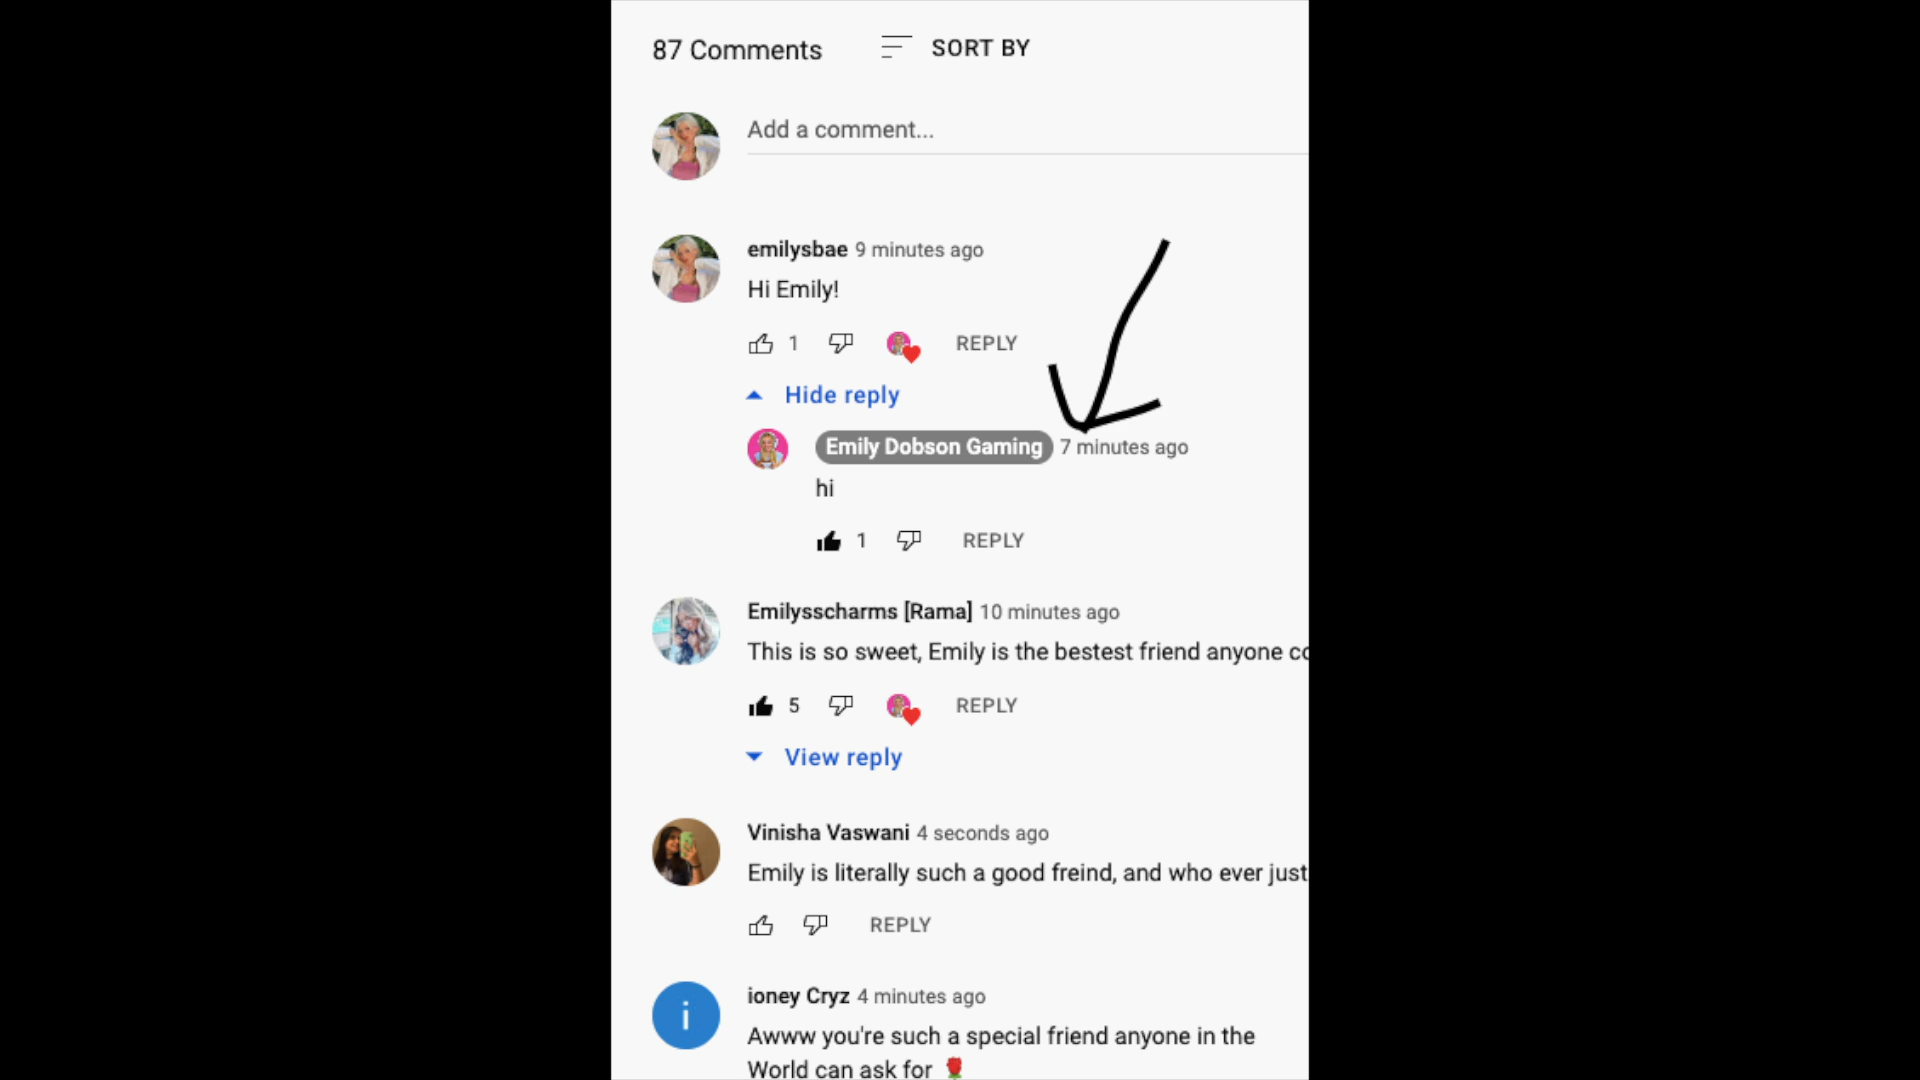 87 Comments SORT BY
Add a comment...
emilysbae 9 minutes ago
Hi Emily!
1 REPLY
Hide reply
Emily Dobson Gaming 7 minutes ago
hi
1 REPLY
Emilysscharms [Rama] 10 minutes ago
This is so sweet, Emily is the bestest friend anyone co
5 REPLY
View reply
Vinisha Vaswani 4 seconds ago
Emily is literally such a good freind, and who ever just
REPLY
i
ioney Cryz 4 minutes ago
Awww you're such a special friend anyone in the
World can ask for 🌹